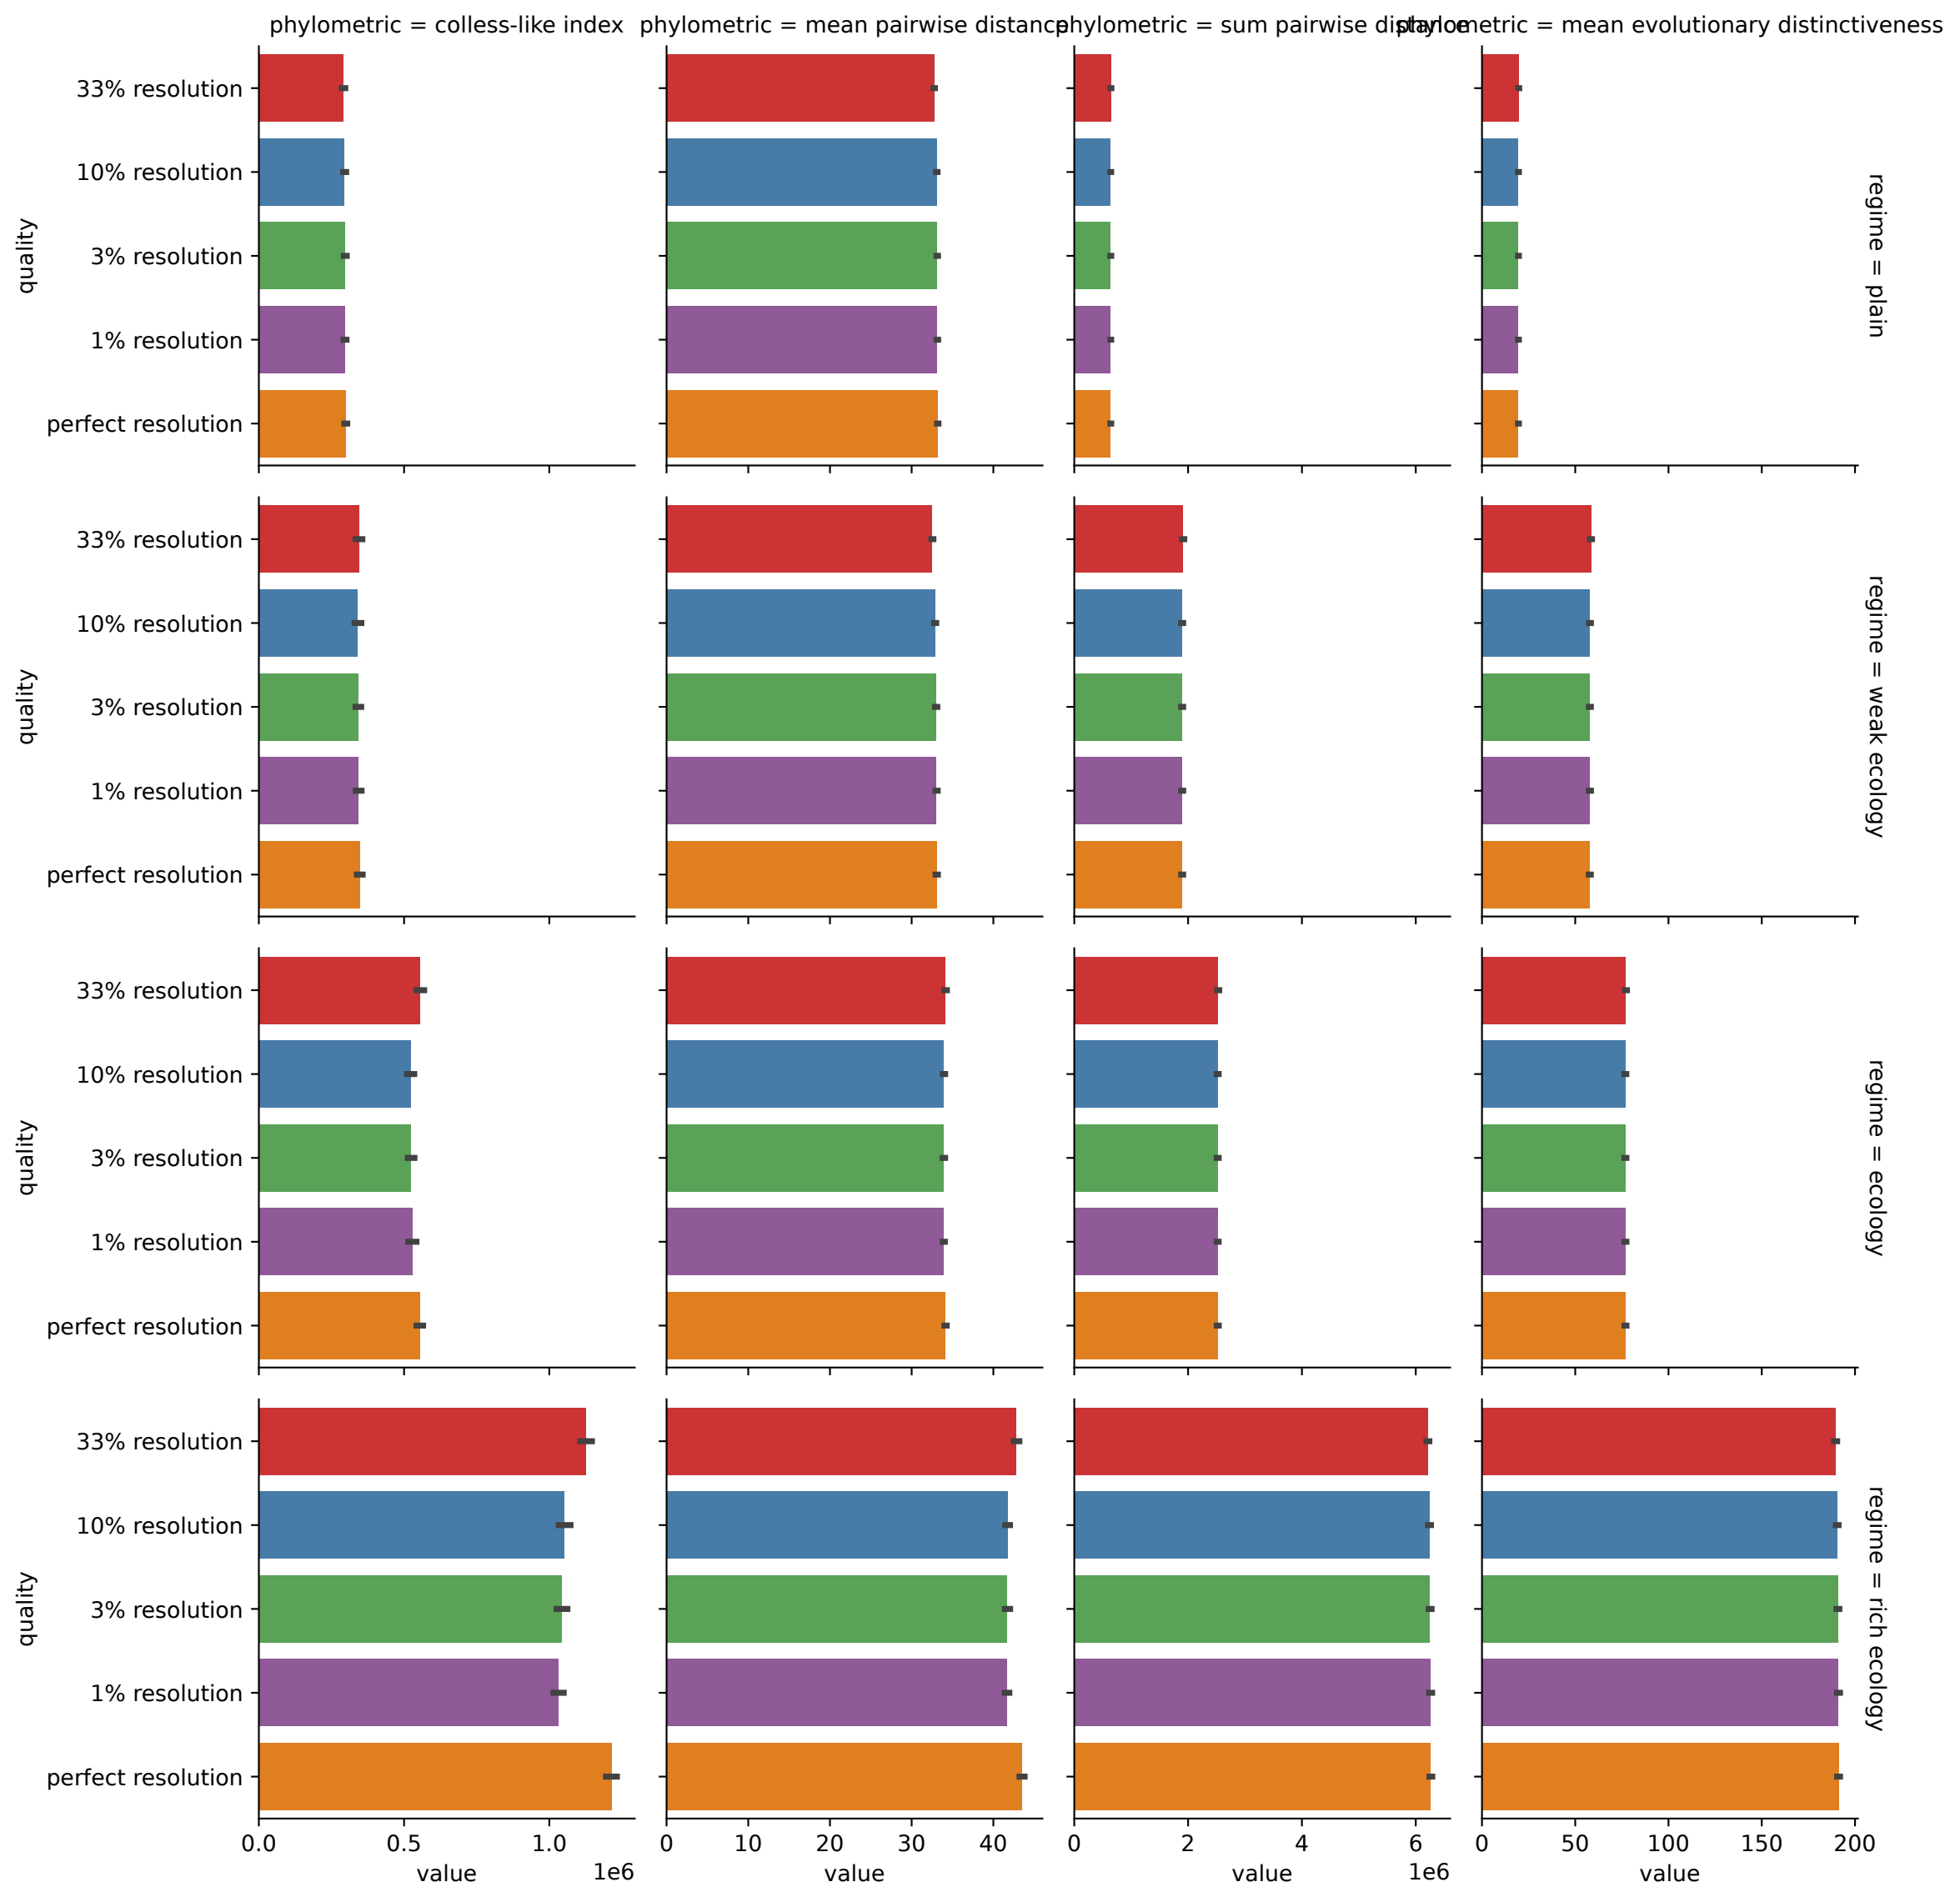 phylometric = colless-like index
phylometric = mean pairwise distance
phylometric = sum pairwise distance
phylometric = mean evolutionary distinctiveness
quality
33% resolution
10% resolution
3% resolution
1% resolution
perfect resolution
regime = plain
quality
33% resolution
10% resolution
3% resolution
1% resolution
perfect resolution
regime = weak ecology
quality
33% resolution
10% resolution
3% resolution
1% resolution
perfect resolution
regime = ecology
quality
33% resolution
10% resolution
3% resolution
1% resolution
perfect resolution
regime = rich ecology
0.0 0.5 1.0
1e6
value
0 10 20 30 40
value
0 2 4 6
1e6
value
0 50 100 150 200
value